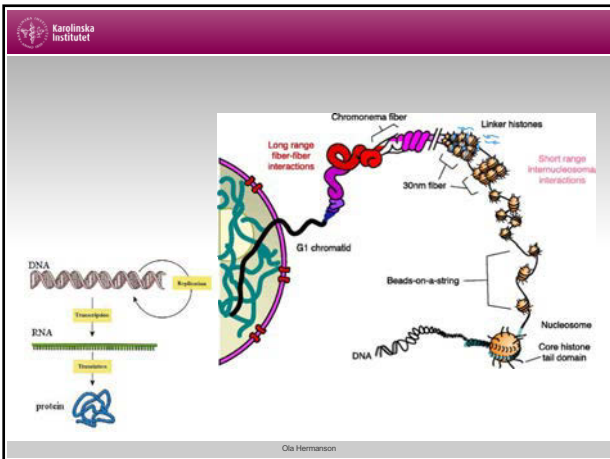 Karolinska
Institutet
Chromonema fiber
Linker histones
Long range
fiber-fiber
interactions
Short range
internucleosomal
interactions
30nm fiber
G1 chromatid
DNA
Replication
Beads-on-a-string
Transcription
Nucleosome
RNA
Core histone
tail domain
DNA
Translation
protein
Ola Hermanson